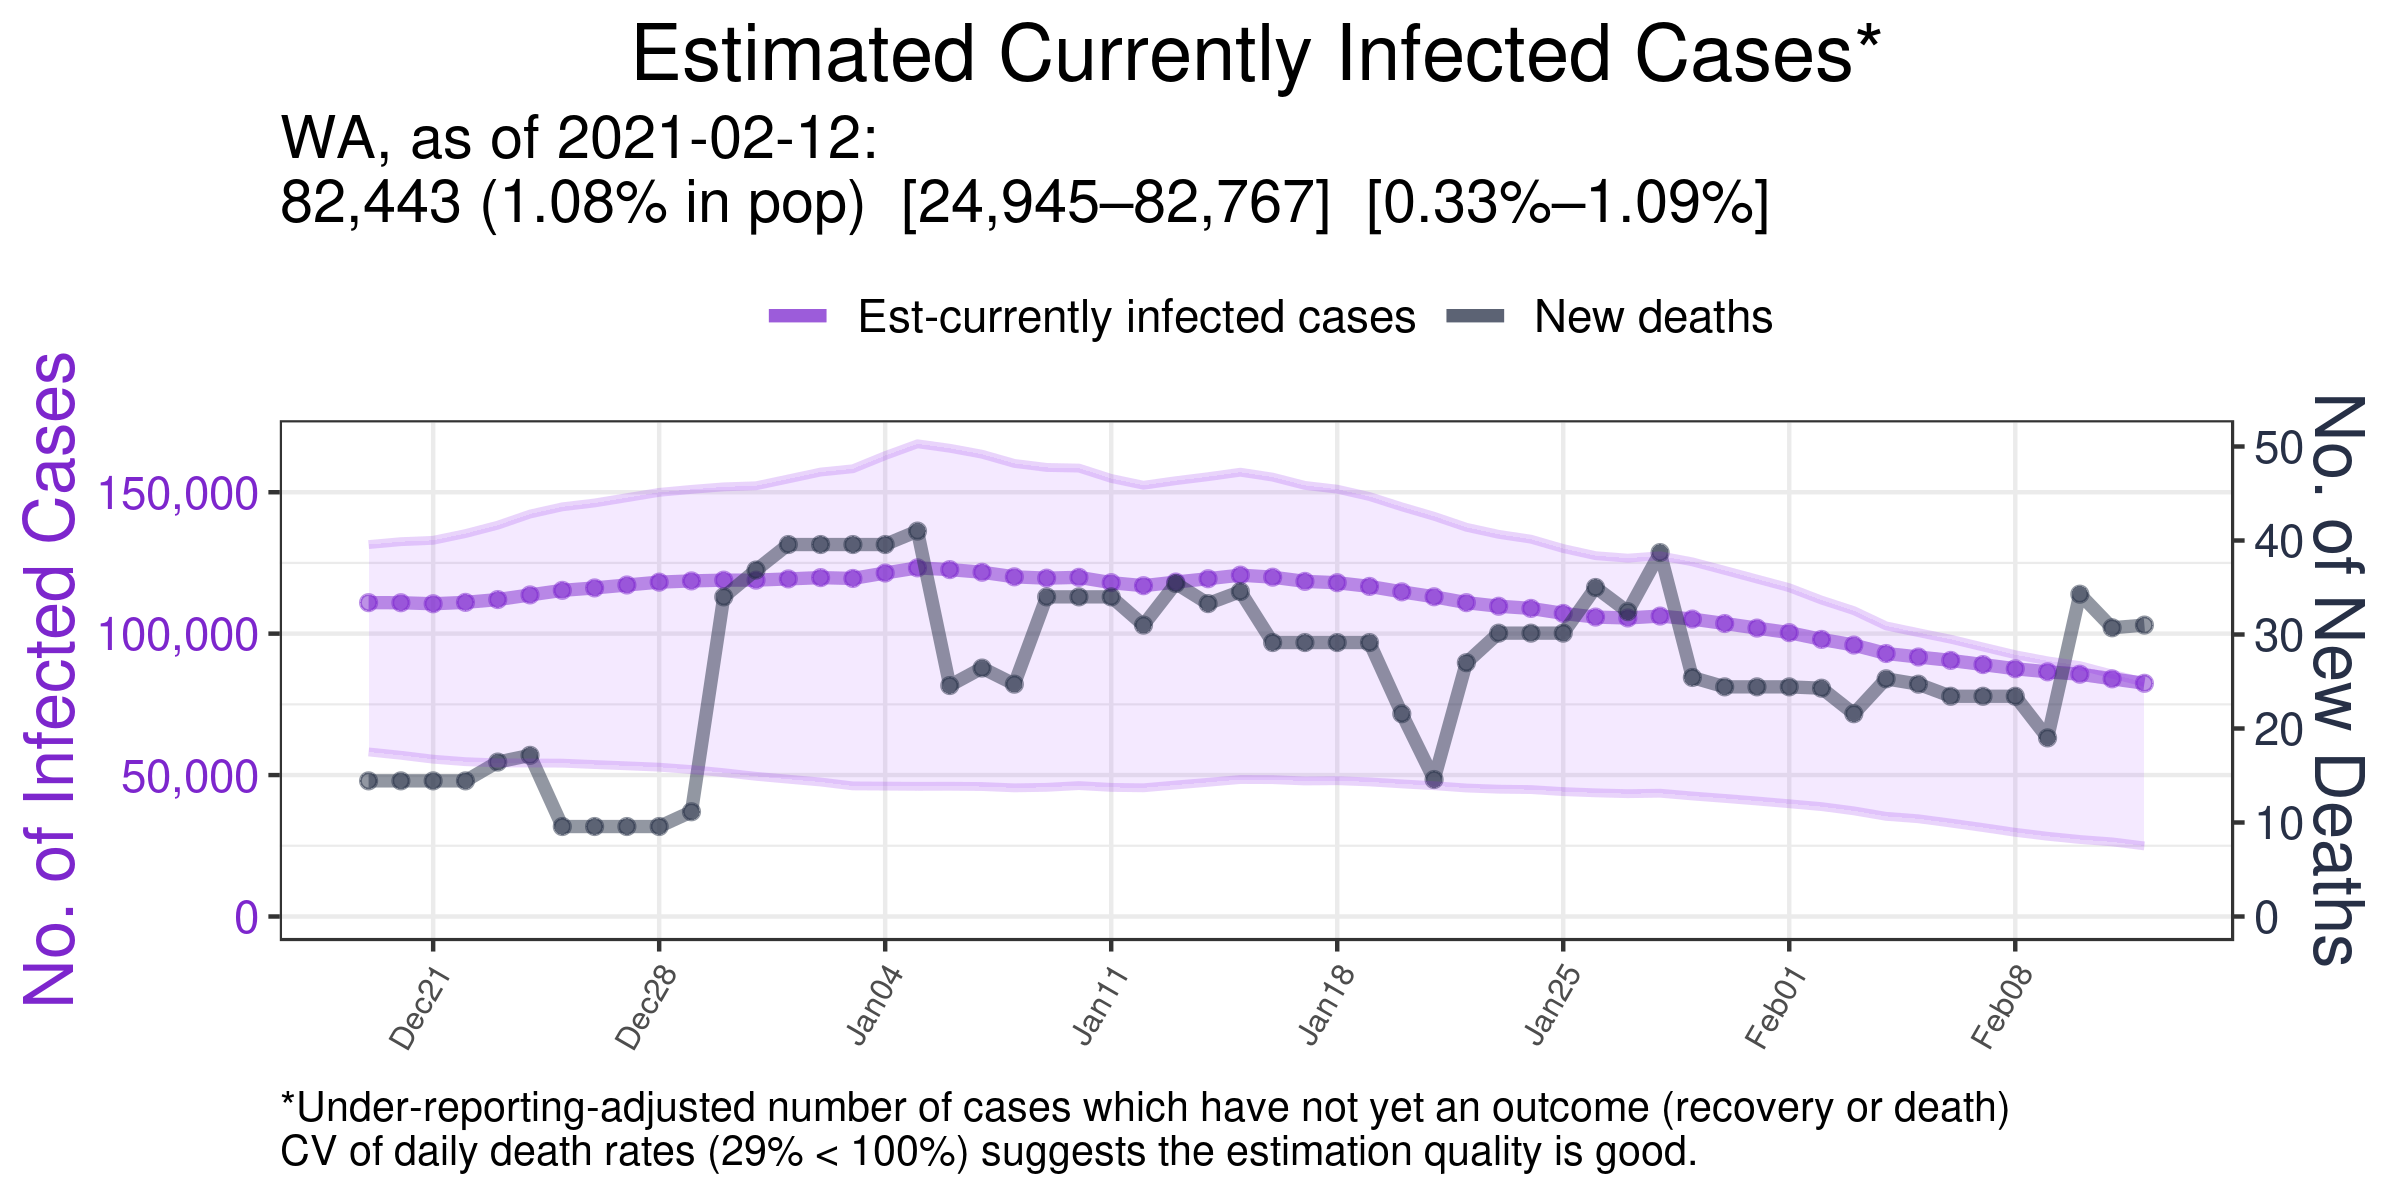 Estimated Currently Infected Cases*
WA, as of 2021-02-12:
82,443 (1.08% in pop)  [24,945–82,767]  [0.33%–1.09%]
Est-currently infected cases
New deaths
No. of Infected Cases
150,000
100,000
50,000
0
50
40
30
20
10
0
No. of New Deaths
Dec21
Dec28
Jan04
Jan11
Jan18
Jan25
Feb01
Feb08
*Under-reporting-adjusted number of cases which have not yet an outcome (recovery or death)
CV of daily death rates (29% < 100%) suggests the estimation quality is good.